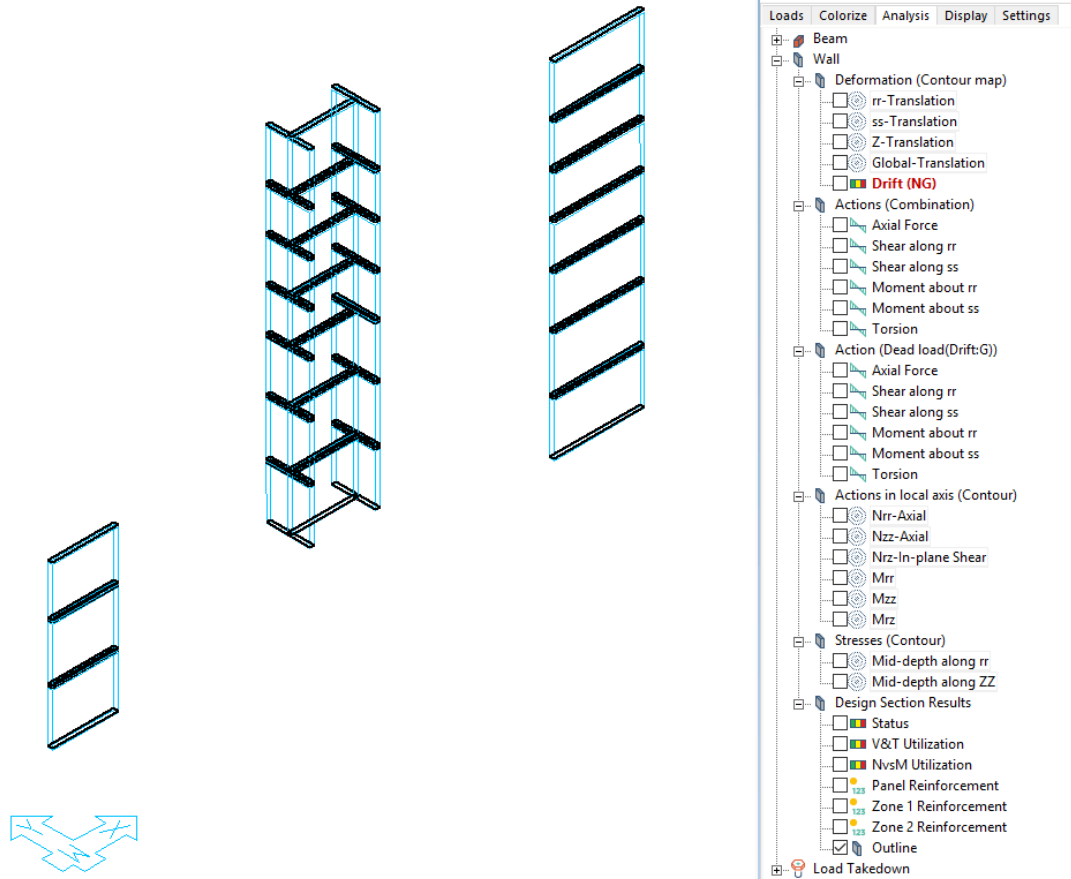 Loads Colorize Analysis Display Settings
Beam
Wall
Deformation (Contour map)
rr-Translation
ss-Translation
Z-Translation
Global-Translation
Drift (NG)
Actions (Combination)
Axial Force
Shear along rr
Shear along ss
Moment about rr
Moment about ss
Torsion
Action (Dead load(Drift:G))
Axial Force
Shear along rr
Shear along ss
Moment about rr
Moment about ss
Torsion
Actions in local axis (Contour)
Nrr-Axial
Nzz-Axial
Nrz-In-plane Shear
Mrr
Mzz
Mrz
Stresses (Contour)
Mid-depth along rr
Mid-depth along ZZ
Design Section Results
Status
V&T Utilization
NvsM Utilization
123 Panel Reinforcement
123 Zone 1 Reinforcement
123 Zone 2 Reinforcement
Outline
Load Takedown
Y X
Z